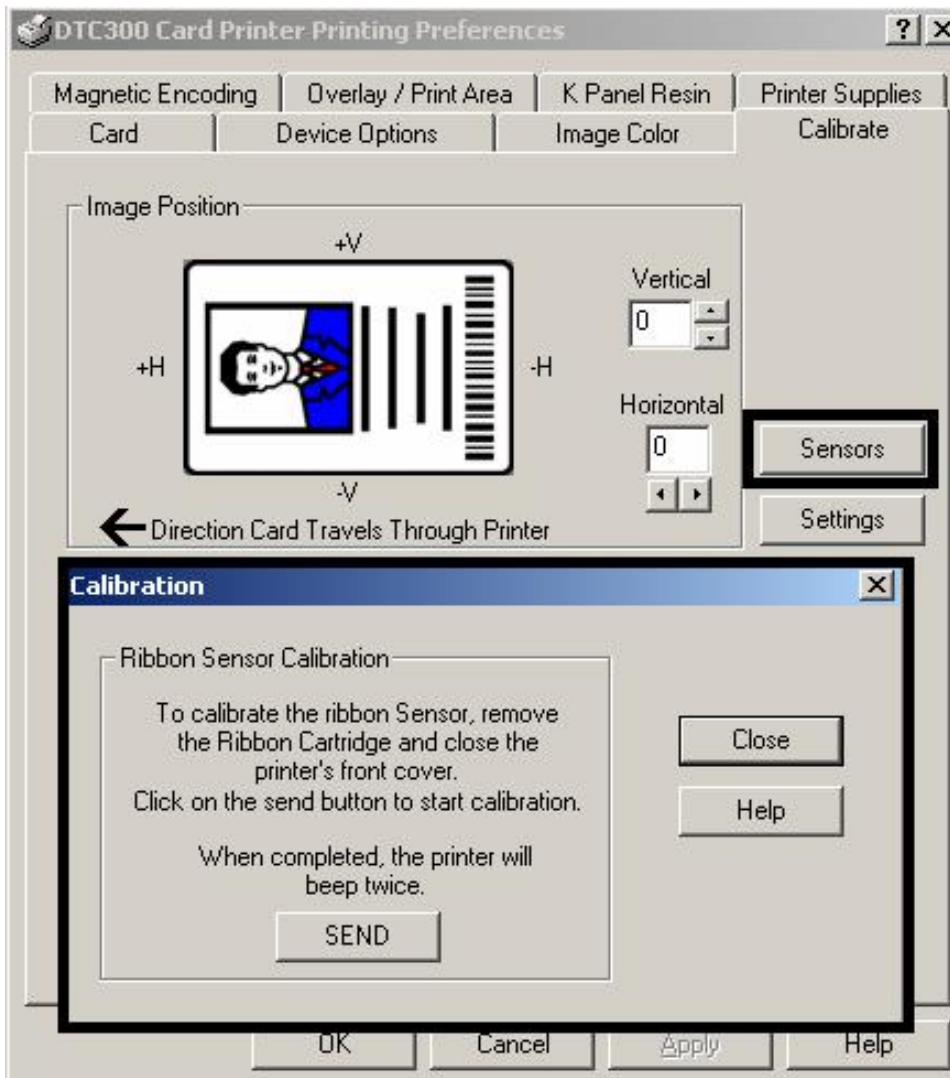 DTC300 Card Printer Printing Preferences
Magnetic Encoding
Overlay / Print Area
K Panel Resin
Printer Supplies
Card
Device Options
Image Color
Calibrate
Image Position
+V
+H
-H
-V
Vertical
0
Horizontal
0
Direction Card Travels Through Printer
Sensors
Settings
Calibration
Ribbon Sensor Calibration
To calibrate the ribbon Sensor, remove
the Ribbon Cartridge and close the
printer's front cover.
Click on the send button to start calibration.
When completed, the printer will
beep twice.
SEND
Close
Help
OK
Cancel
Apply
Help